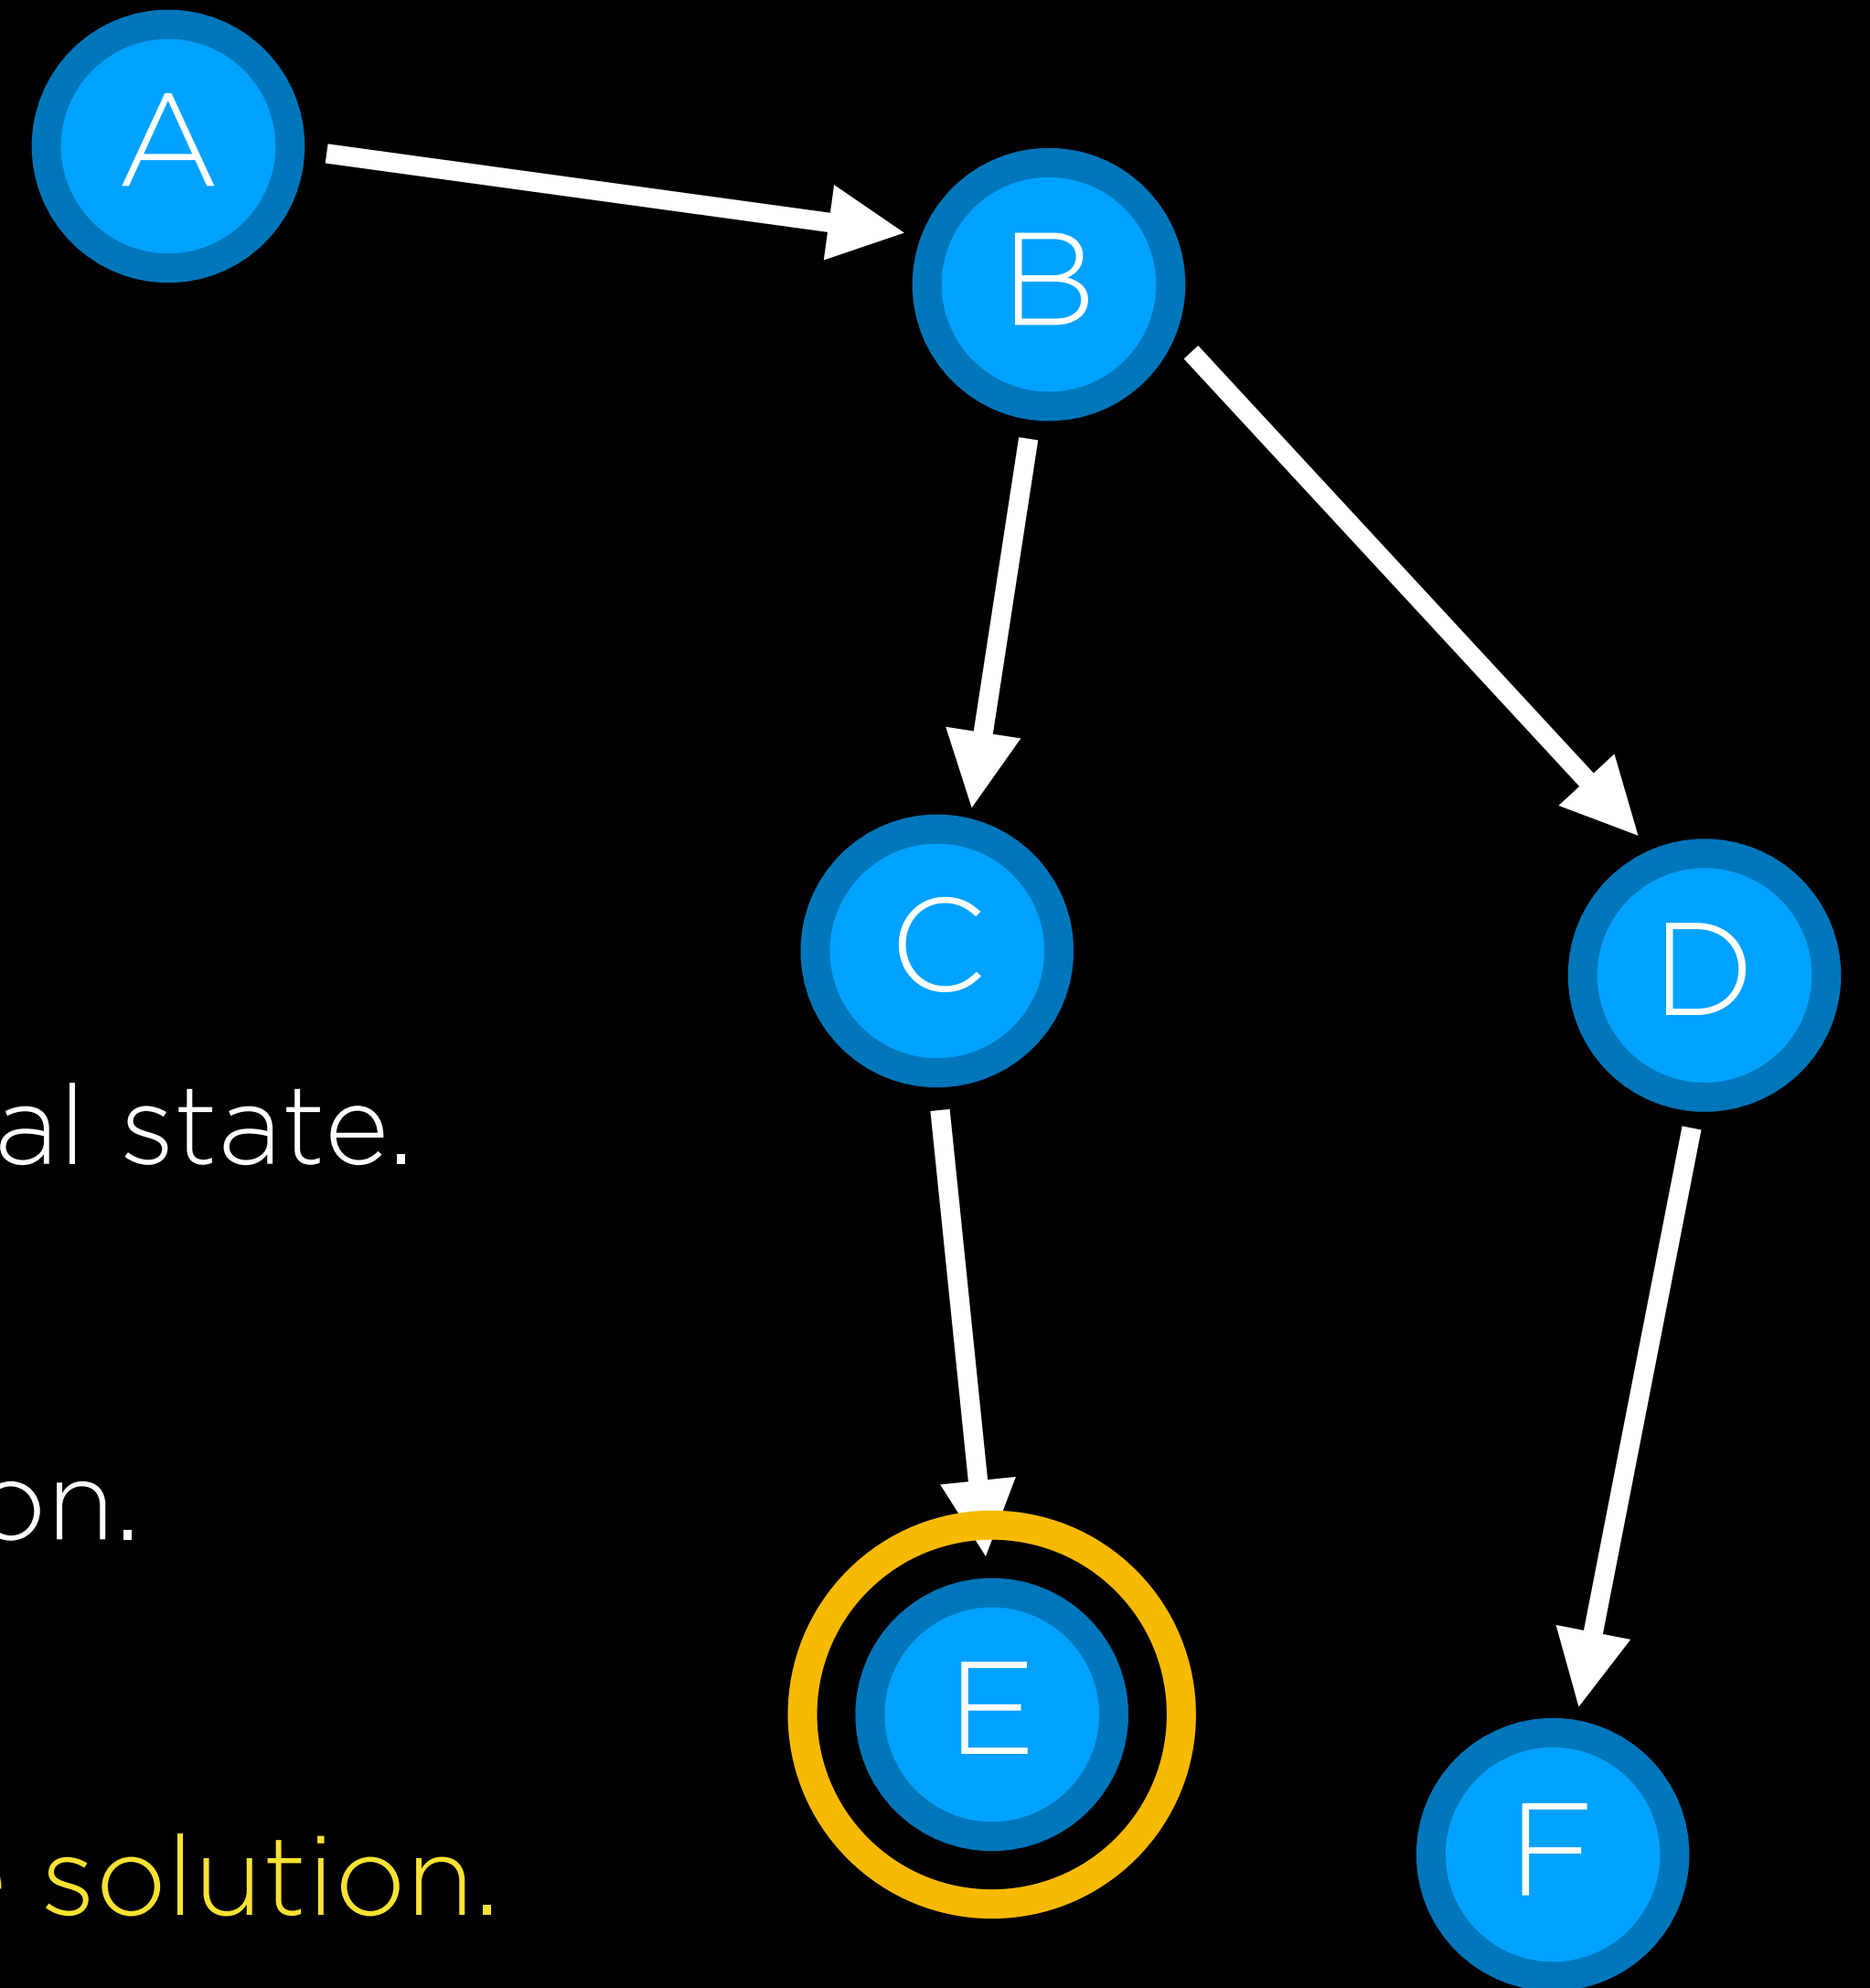 A
B
C
D
al state.
on.
E
F
solution.